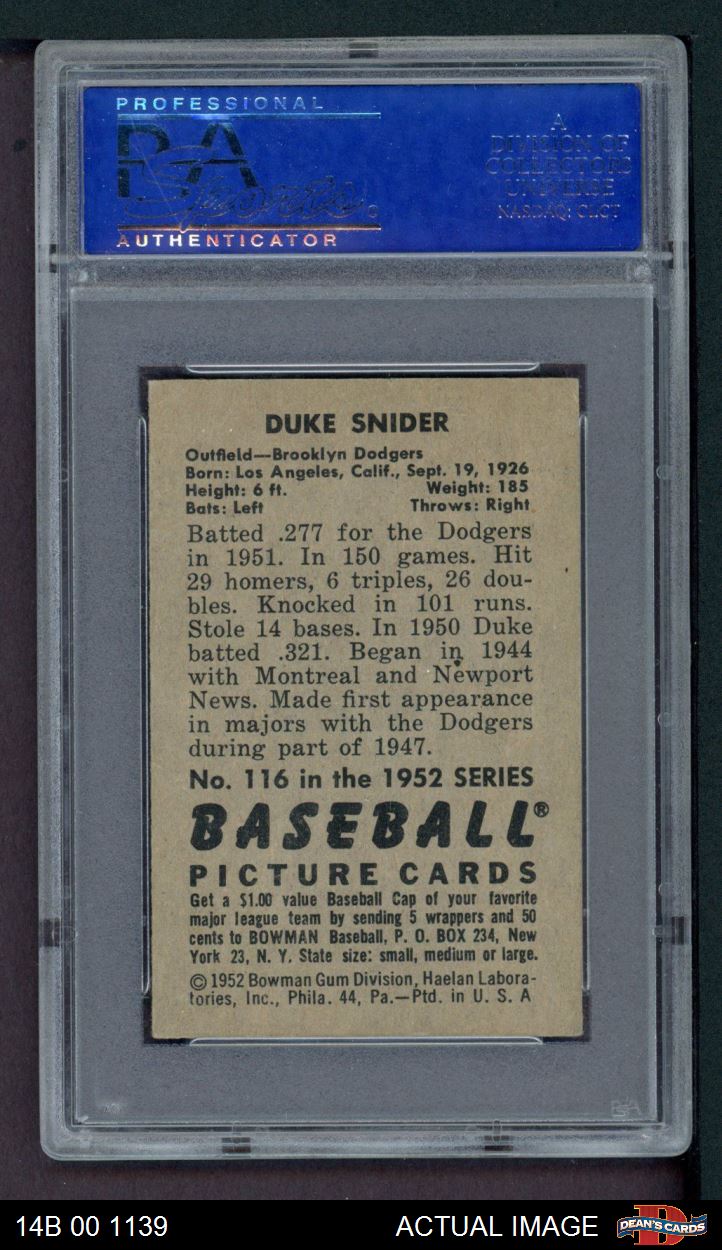 PROFESSIONAL
PSA
Sports
AUTHENTICATOR
A
DIVISION OF
COLLECTORS
UNIVERSE
NASDAQ: CLCT
DUKE SNIDER
Outfield—Brooklyn Dodgers
Born: Los Angeles, Calif., Sept. 19, 1926
Height: 6 ft. Weight: 185
Bats: Left Throws: Right
Batted .277 for the Dodgers
in 1951. In 150 games. Hit
29 homers, 6 triples, 26 dou-
bles. Knocked in 101 runs.
Stole 14 bases. In 1950 Duke
batted .321. Began in 1944
with Montreal and Newport
News. Made first appearance
in majors with the Dodgers
during part of 1947.
No. 116 in the 1952 SERIES
BASEBALL®
PICTURE CARDS
Get a $1.00 value Baseball Cap of your favorite
major league team by sending 5 wrappers and 50
cents to BOWMAN Baseball, P. O. BOX 234, New
York 23, N. Y. State size: small, medium or large.
© 1952 Bowman Gum Division, Haelan Labora-
tories, Inc., Phila. 44, Pa.—Ptd. in U. S. A
PSA
14B 00 1139 ACTUAL IMAGE DEAN'S CARDS